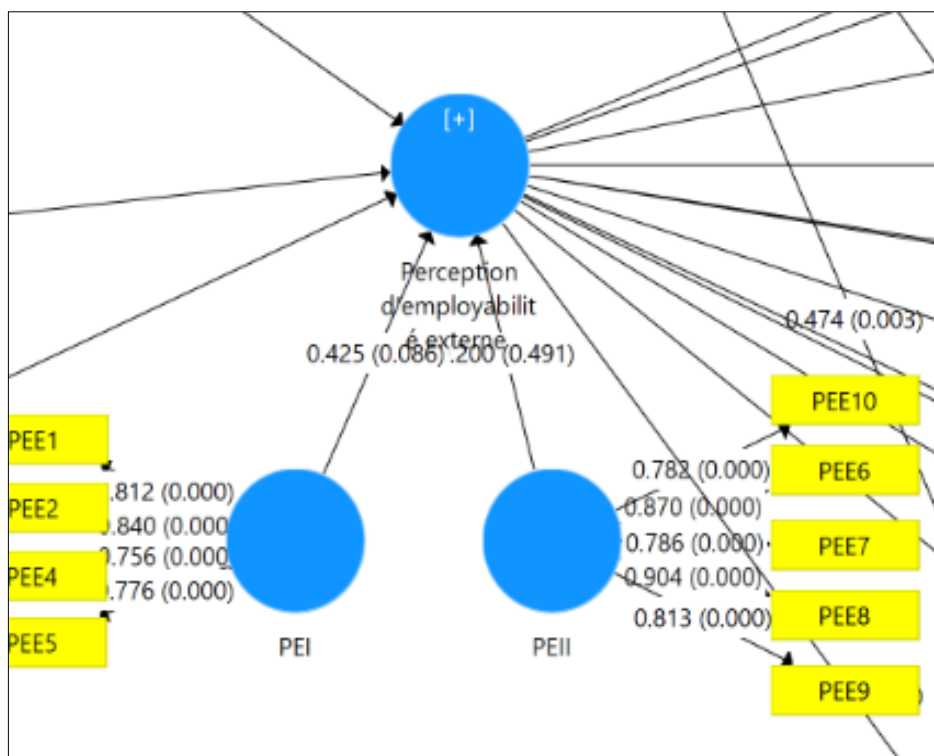 [+]
Perception
d'employabilit
é externe
0.474 (0.003)
0.425 (0.086)
.200 (0.491)
PEE10
PEE1
PEE6
0.782 (0.000)
.812 (0.000)
PEE2
0.870 (0.000)
0.840 (0.000
PEE7
0.786 (0.000)
0.756 (0.000
PEE4
0.904 (0.000)
0.776 (0.000)
PEE8
0.813 (0.000)
PEE5
PEI
PEII
PEE9